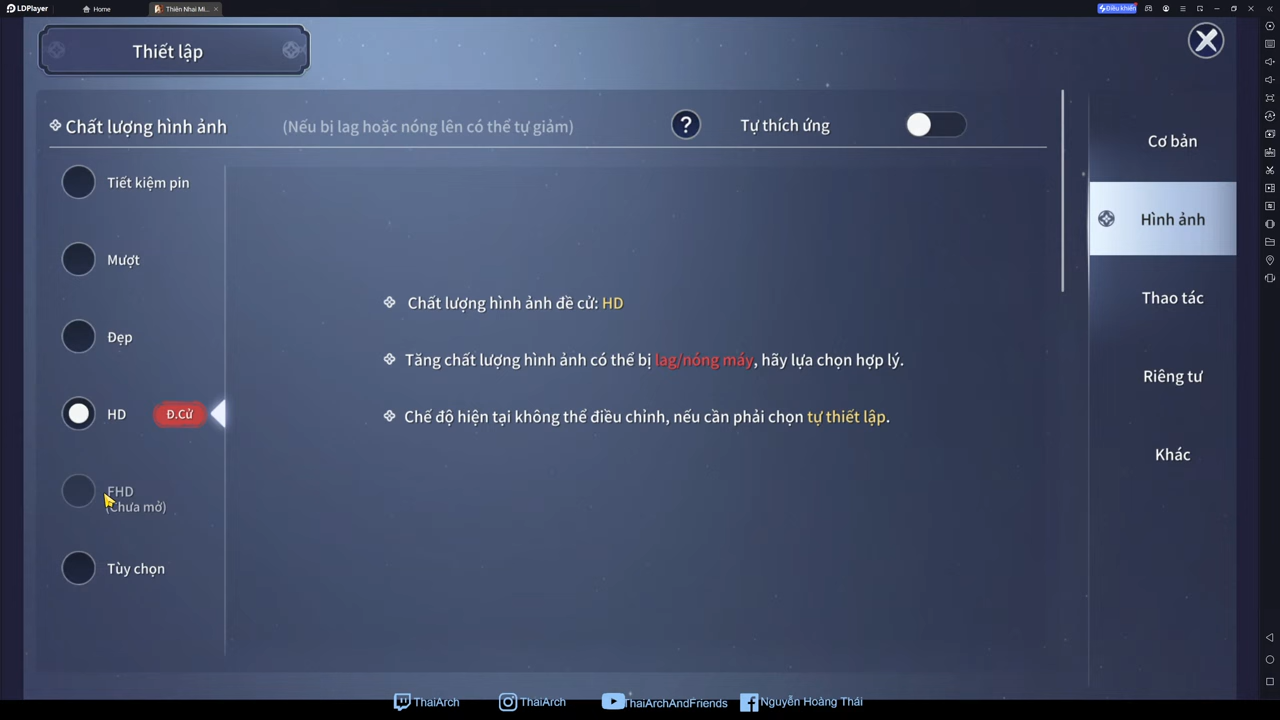 LDPlayer
Home
Thiên Nhai Mi...
Điều khiển
Thiết lập
Chất lượng hình ảnh
(Nếu bị lag hoặc nóng lên có thể tự giảm)
?
Tự thích ứng
Cơ bản
Tiết kiệm pin
Hình ảnh
Mượt
Thao tác
Chất lượng hình ảnh đề cử: HD
Đẹp
Tăng chất lượng hình ảnh có thể bị lag/nóng máy, hãy lựa chọn hợp lý.
Riêng tư
HD
Đ.Cử
Chế độ hiện tại không thể điều chỉnh, nếu cần phải chọn tự thiết lập.
Khác
FHD
(Chưa mở)
Tùy chọn
ThaiArch
ThaiArch
ThaiArchAndFriends
Nguyễn Hoàng Thái